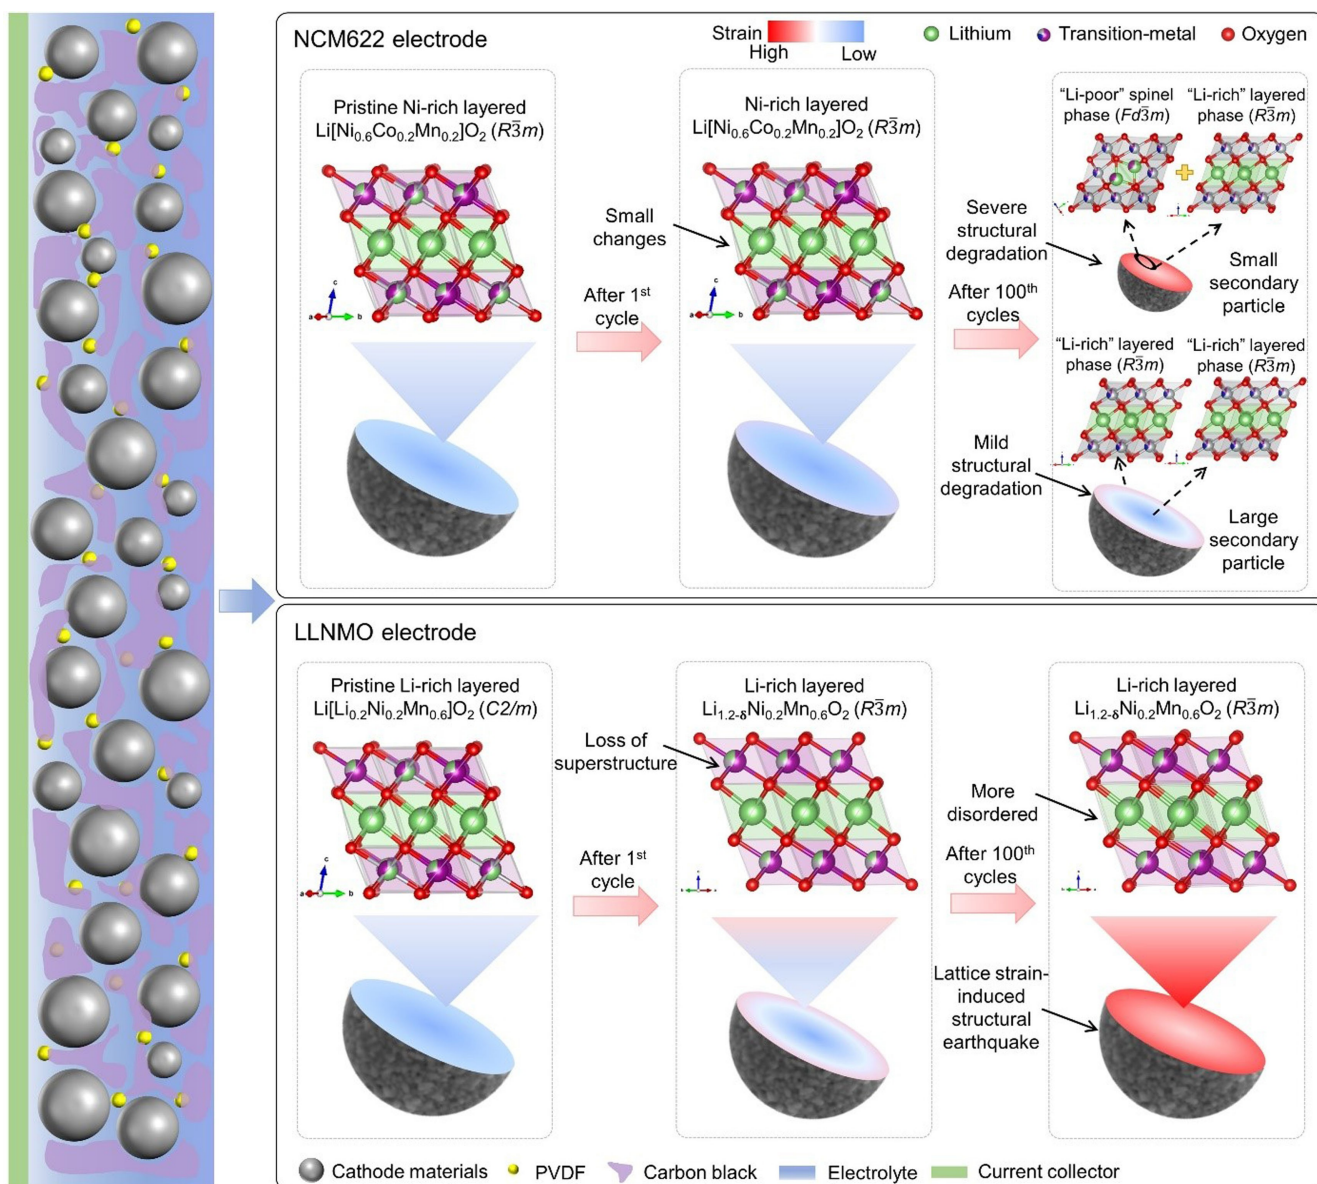 NCM622 electrode
Strain
High
Low
Lithium
Transition-metal
Oxygen
Pristine Ni-rich layered
Li[Ni0.6Co0.2Mn0.2]O2 (R3̅m)
Small
changes
After 1st
cycle
Ni-rich layered
Li[Ni0.6Co0.2Mn0.2]O2 (R3̅m)
Severe
structural
degradation
After 100th
cycles
Mild
structural
degradation
“Li-poor” spinel
phase (Fd3̅m)
“Li-rich” layered
phase (R3̅m)
Small
secondary
particle
“Li-rich” layered
phase (R3̅m)
“Li-rich” layered
phase (R3̅m)
Large
secondary
particle
c
a
b
c
a
b
LLNMO electrode
Pristine Li-rich layered
Li[Li0.2Ni0.2Mn0.6]O2 (C2/m)
Loss of
superstructure
After 1st
cycle
Li-rich layered
Li1.2-δNi0.2Mn0.6O2 (R3̅m)
More
disordered
After 100th
cycles
Lattice strain-
induced
structural
earthquake
Li-rich layered
Li1.2-δNi0.2Mn0.6O2 (R3̅m)
c
a
b
Cathode materials
PVDF
Carbon black
Electrolyte
Current collector